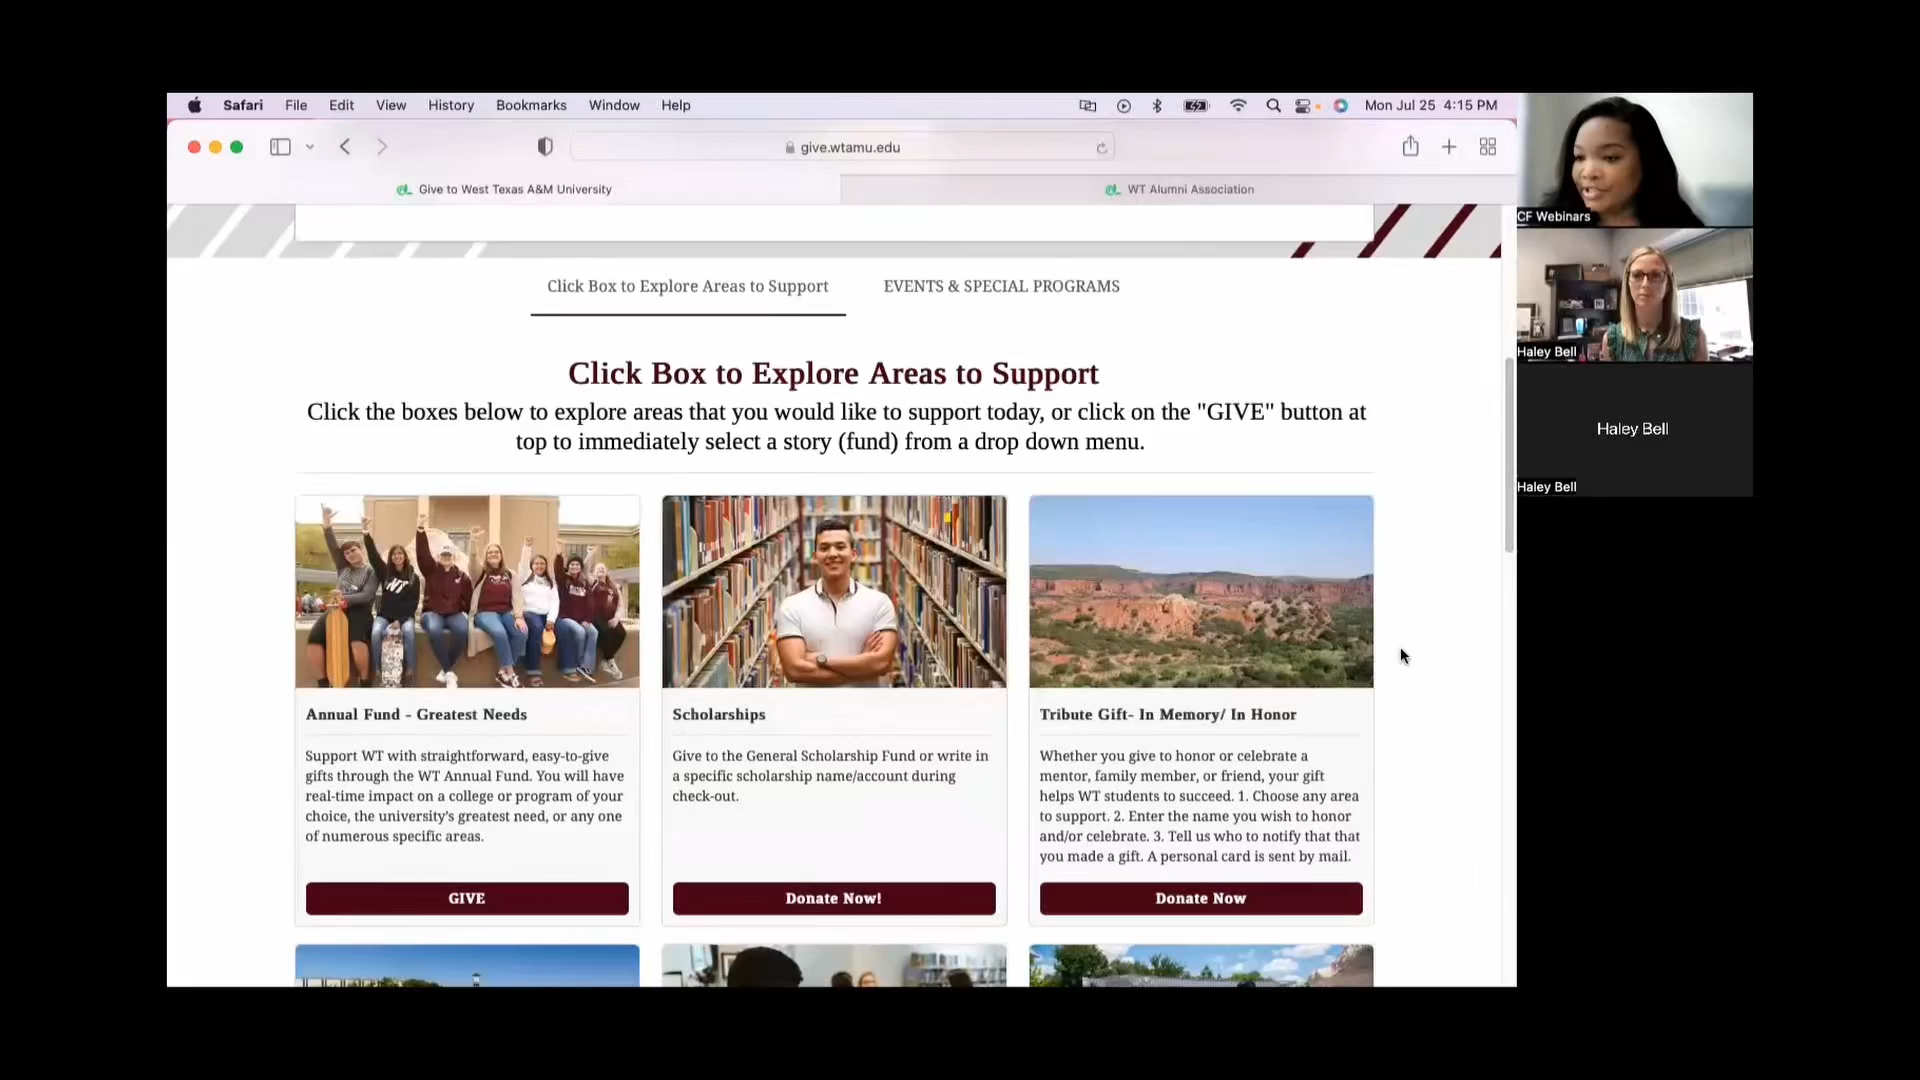 Safari File Edit View History Bookmarks Window Help Mon Jul 25 4:15 PM
give.wtamu.edu
Give to West Texas A&M University WT Alumni Association
CF Webinars
Haley Bell
Haley Bell
Haley Bell
Click Box to Explore Areas to Support EVENTS & SPECIAL PROGRAMS
Click Box to Explore Areas to Support
Click the boxes below to explore areas that you would like to support today, or click on the "GIVE" button at
top to immediately select a story (fund) from a drop down menu.
Annual Fund - Greatest Needs
Support WT with straightforward, easy-to-give
gifts through the WT Annual Fund. You will have
real-time impact on a college or program of your
choice, the university's greatest need, or any one
of numerous specific areas.
GIVE
Scholarships
Give to the General Scholarship Fund or write in
a specific scholarship name/account during
check-out.
Donate Now!
Tribute Gift- In Memory/ In Honor
Whether you give to honor or celebrate a
mentor, family member, or friend, your gift
helps WT students to succeed. 1. Choose any area
to support. 2. Enter the name you wish to honor
and/or celebrate. 3. Tell us who to notify that that
you made a gift. A personal card is sent by mail.
Donate Now